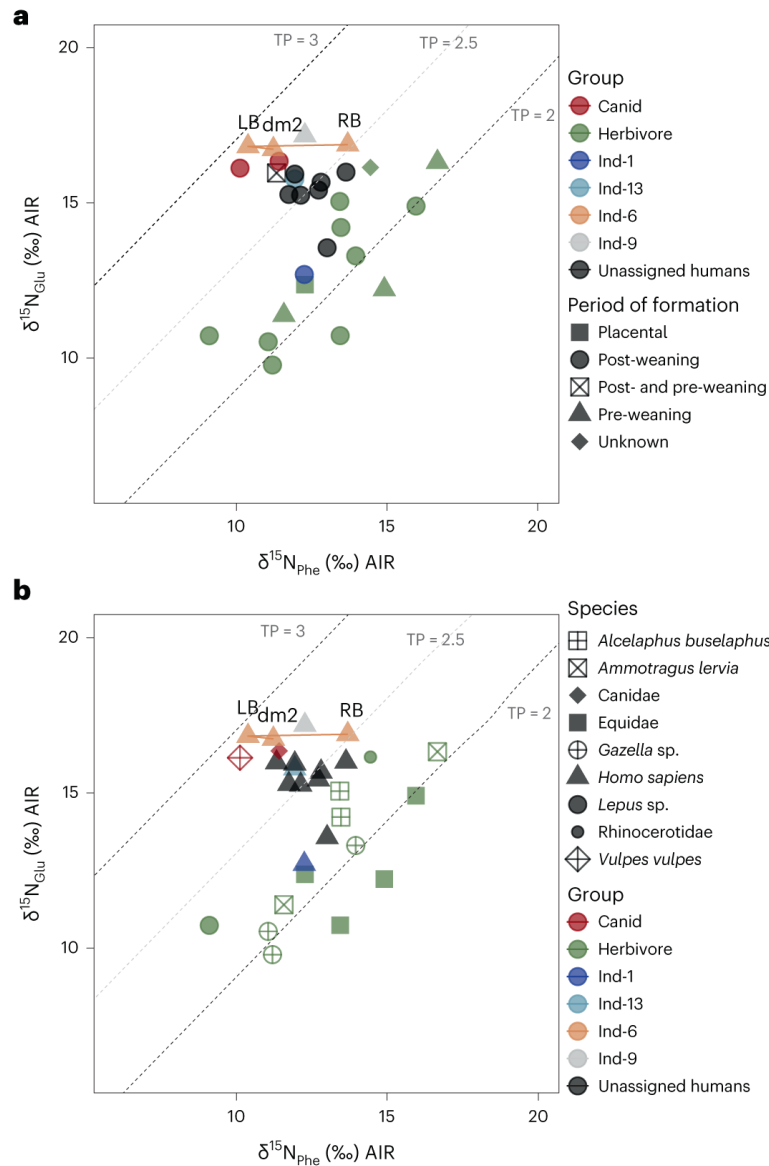 a
20
15
10
10
15
20
δ15NGlu (‰) AIR
δ15NPhe (‰) AIR
TP = 3
TP = 2.5
TP = 2
LB
dm2
RB
Group
Canid
Herbivore
Ind-1
Ind-13
Ind-6
Ind-9
Unassigned humans
Period of formation
Placental
Post-weaning
Post- and pre-weaning
Pre-weaning
Unknown
b
20
15
10
10
15
20
δ15NGlu (‰) AIR
δ15NPhe (‰) AIR
TP = 3
TP = 2.5
TP = 2
LB
dm2
RB
Species
Alcelaphus buselaphus
Ammotragus lervia
Canidae
Equidae
Gazella sp.
Homo sapiens
Lepus sp.
Rhinocerotidae
Vulpes vulpes
Group
Canid
Herbivore
Ind-1
Ind-13
Ind-6
Ind-9
Unassigned humans